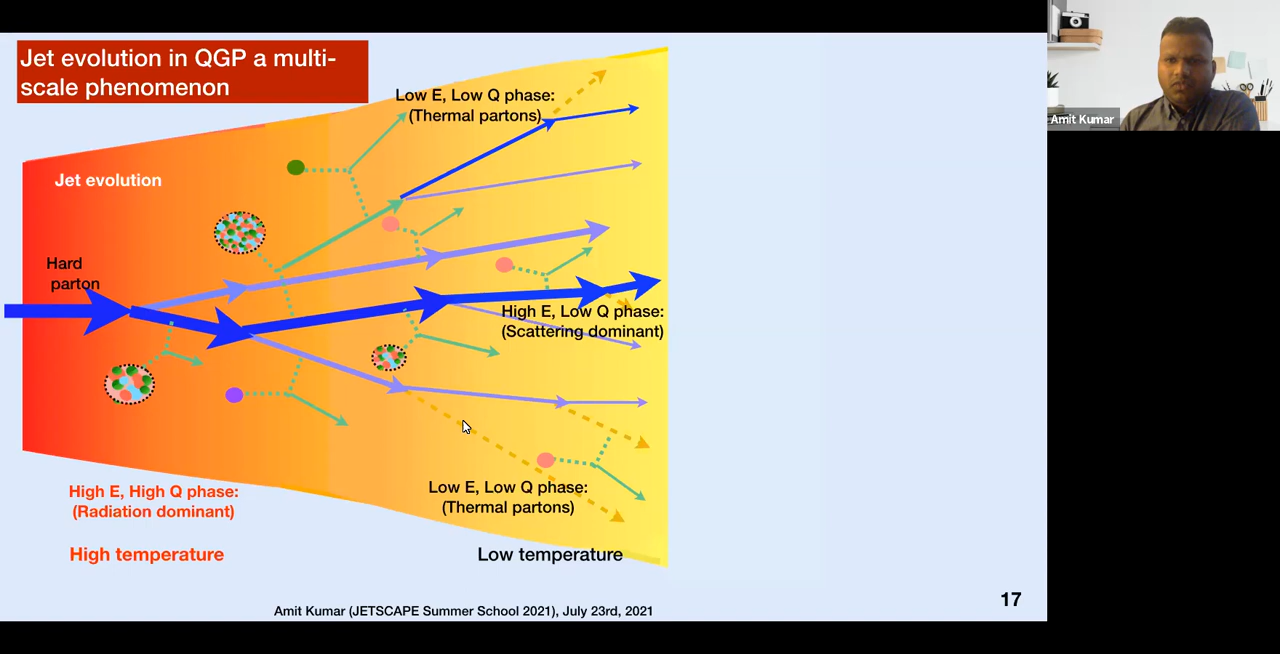 Jet evolution in QGP a multi-
scale phenomenon
Amit Kumar
Low E, Low Q phase:
(Thermal partons)
Jet evolution
Hard
parton
High E, Low Q phase:
(Scattering dominant)
High E, High Q phase:
(Radiation dominant)
Low E, Low Q phase:
(Thermal partons)
High temperature
Low temperature
Amit Kumar (JETSCAPE Summer School 2021), July 23rd, 2021
17